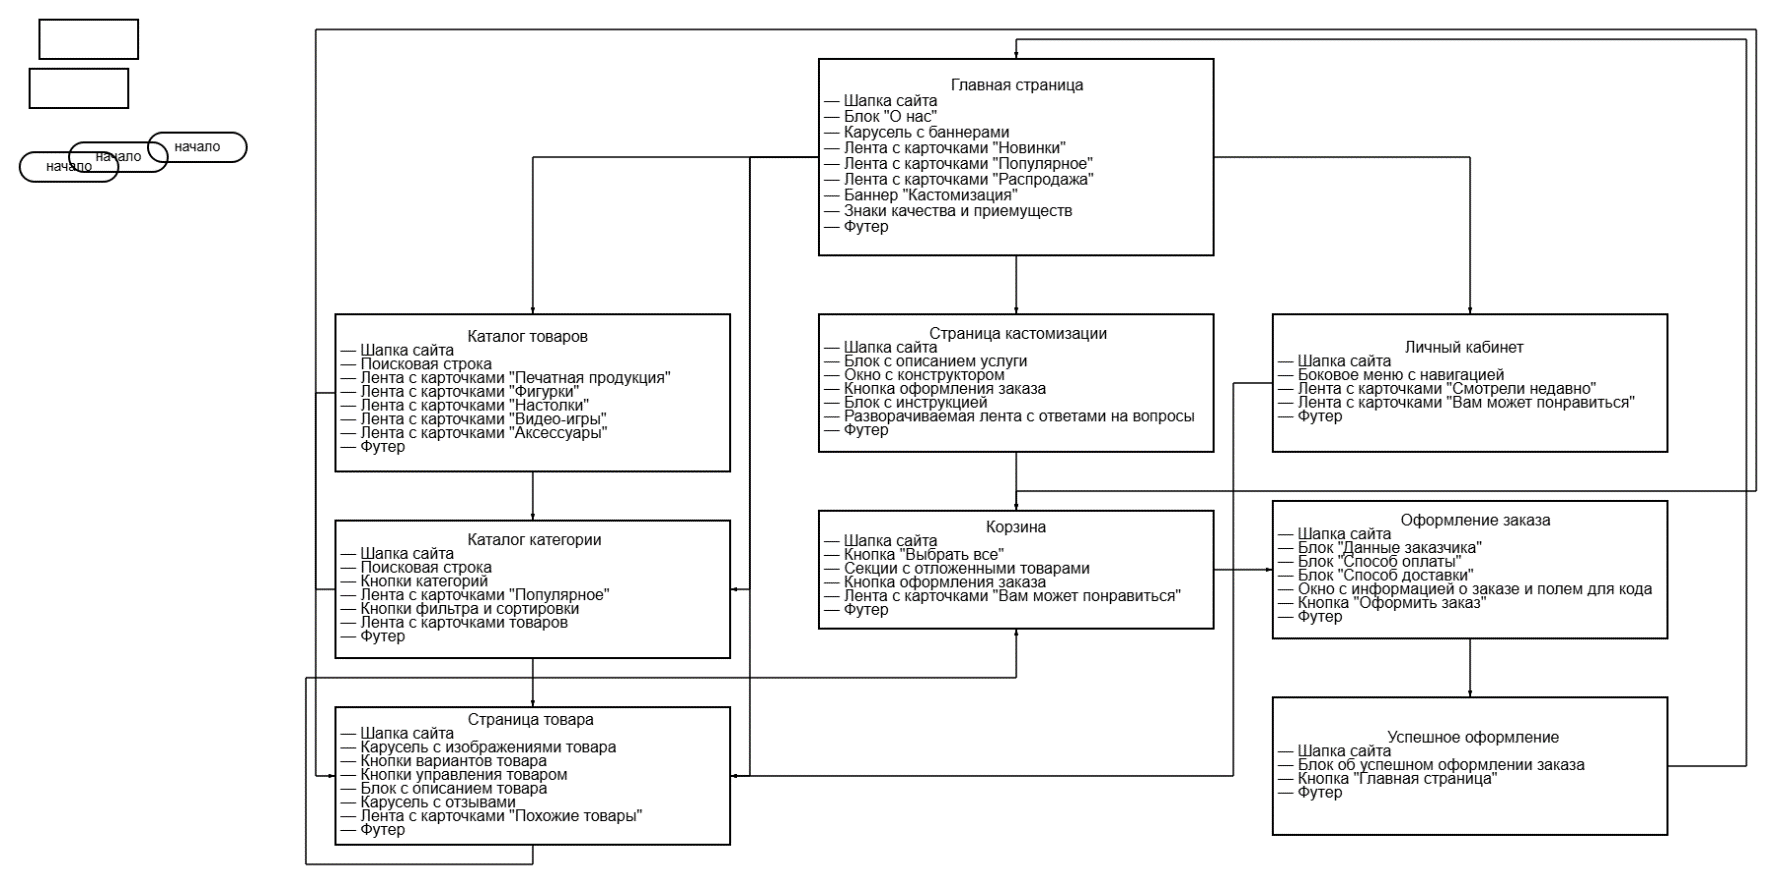 начало
начало
начало
Главная страница
— Шапка сайта
— Блок "О нас"
— Карусель с баннерами
— Лента с карточками "Новинки"
— Лента с карточками "Популярное"
— Лента с карточками "Распродажа"
— Баннер "Кастомизация"
— Знаки качества и приемуществ
— Футер
Каталог товаров
— Шапка сайта
— Поисковая строка
— Лента с карточками "Печатная продукция"
— Лента с карточками "Фигурки"
— Лента с карточками "Настолки"
— Лента с карточками "Видео-игры"
— Лента с карточками "Аксессуары"
— Футер
Страница кастомизации
— Шапка сайта
— Блок с описанием услуги
— Окно с конструктором
— Кнопка оформления заказа
— Блок с инструкцией
— Разворачиваемая лента с ответами на вопросы
— Футер
Личный кабинет
— Шапка сайта
— Боковое меню с навигацией
— Лента с карточками "Смотрели недавно"
— Лента с карточками "Вам может понравиться"
— Футер
Каталог категории
— Шапка сайта
— Поисковая строка
— Кнопки категорий
— Лента с карточками "Популярное"
— Кнопки фильтра и сортировки
— Лента с карточками товаров
— Футер
Корзина
— Шапка сайта
— Кнопка "Выбрать все"
— Секции с отложенными товарами
— Кнопка оформления заказа
— Лента с карточками "Вам может понравиться"
— Футер
Оформление заказа
— Шапка сайта
— Блок "Данные заказчика"
— Блок "Способ оплаты"
— Блок "Способ доставки"
— Окно с информацией о заказе и полем для кода
— Кнопка "Оформить заказ"
— Футер
Страница товара
— Шапка сайта
— Карусель с изображениями товара
— Кнопки вариантов товара
— Кнопки управления товаром
— Блок с описанием товара
— Карусель с отзывами
— Лента с карточками "Похожие товары"
— Футер
Успешное оформление
— Шапка сайта
— Блок об успешном оформлении заказа
— Кнопка "Главная страница"
— Футер